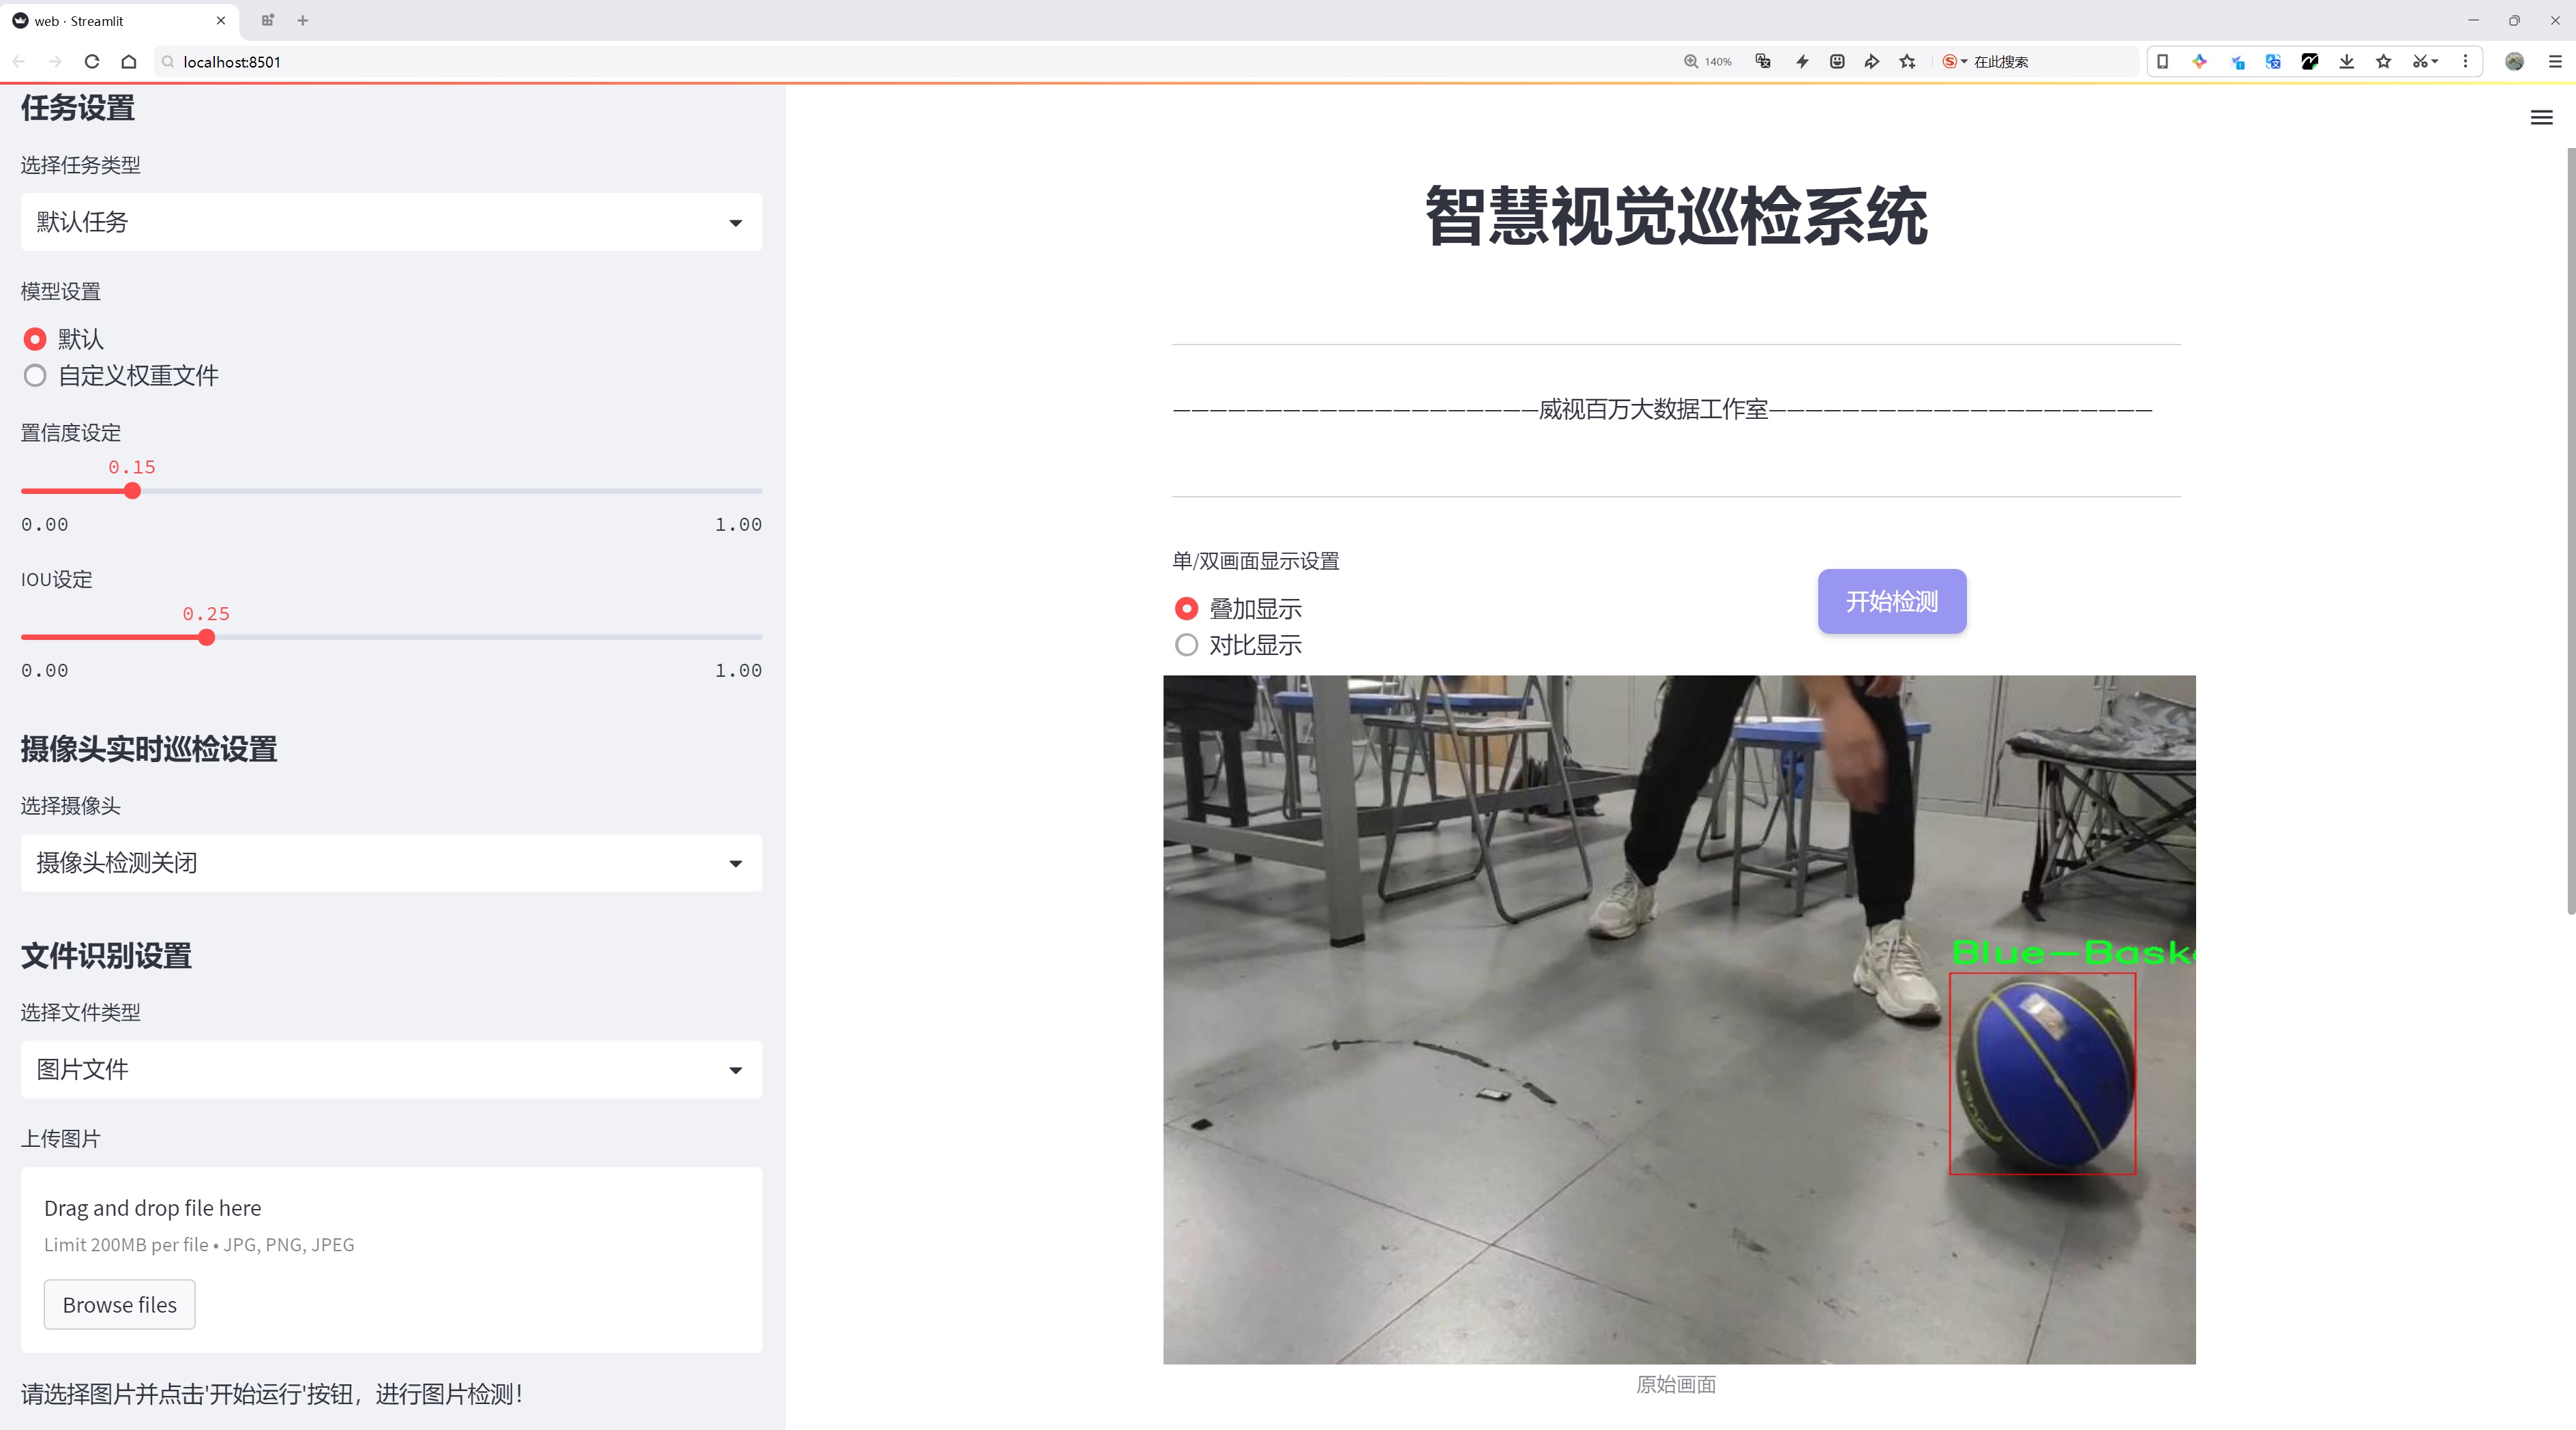 web · Streamlit
localhost:8501
140%
在此搜索
任务设置
选择任务类型
默认任务
模型设置
默认
自定义权重文件
置信度设定
0.15
0.00
1.00
IOU设定
0.25
0.00
1.00
摄像头实时巡检设置
选择摄像头
摄像头检测关闭
文件识别设置
选择文件类型
图片文件
上传图片
Drag and drop file here
Limit 200MB per file • JPG, PNG, JPEG
Browse files
请选择图片并点击'开始运行'按钮，进行图片检测！
智慧视觉巡检系统
————————————————————威视百万大数据工作室—————————————————————
单/双画面显示设置
叠加显示
对比显示
开始检测
Blue-Bask
原始画面